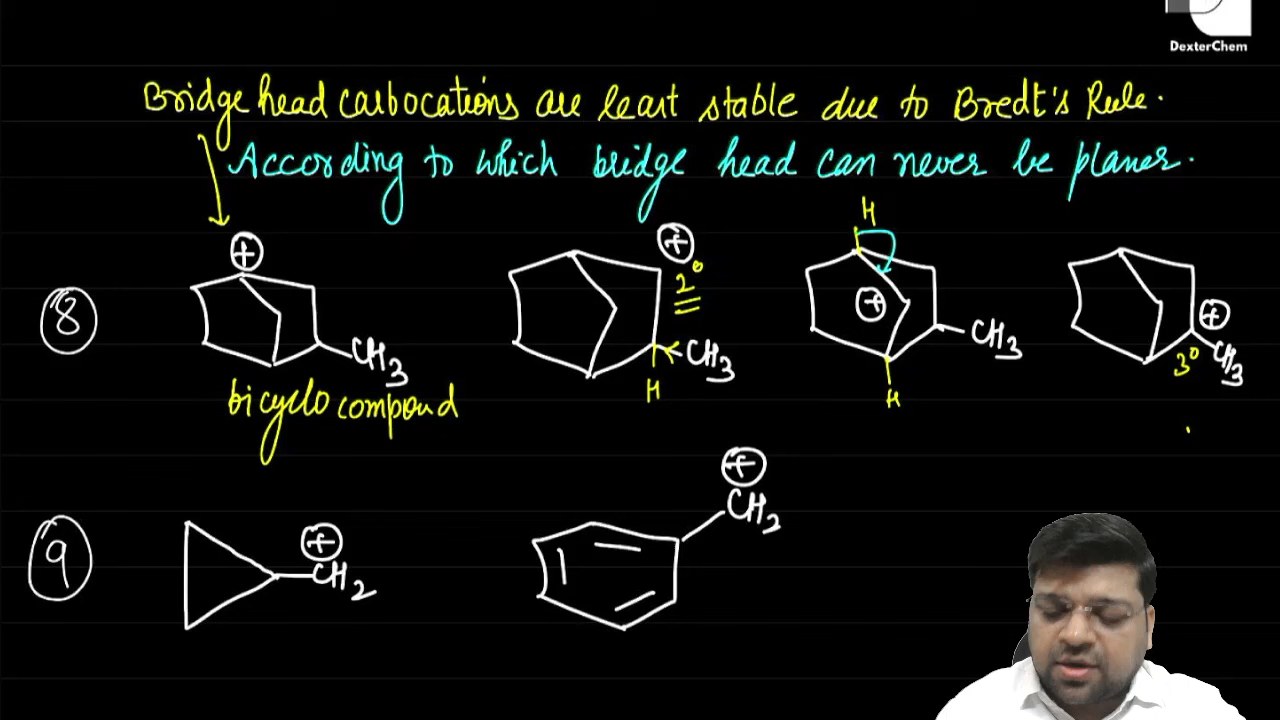 DexterChem
Bridge head carbocations are least stable due to Bredt's Rule.
According to which bridge head can never be planer.
⊕ ⊕ H
2°
8 ⊕ ⊕
CH3 CH3 CH3 3° CH3
H H
bicyclo compound
⊕
9 ⊕ CH2
CH2